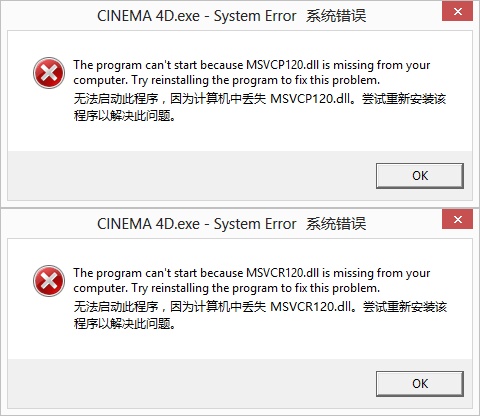 CINEMA 4D.exe - System Error 系统错误
The program can't start because MSVCP120.dll is missing from your
computer. Try reinstalling the program to fix this problem.
无法启动此程序，因为计算机中丢失 MSVCP120.dll。尝试重新安装该
程序以解决此问题。
OK
CINEMA 4D.exe - System Error 系统错误
The program can't start because MSVCR120.dll is missing from your
computer. Try reinstalling the program to fix this problem.
无法启动此程序，因为计算机中丢失 MSVCR120.dll。尝试重新安装该
程序以解决此问题。
OK